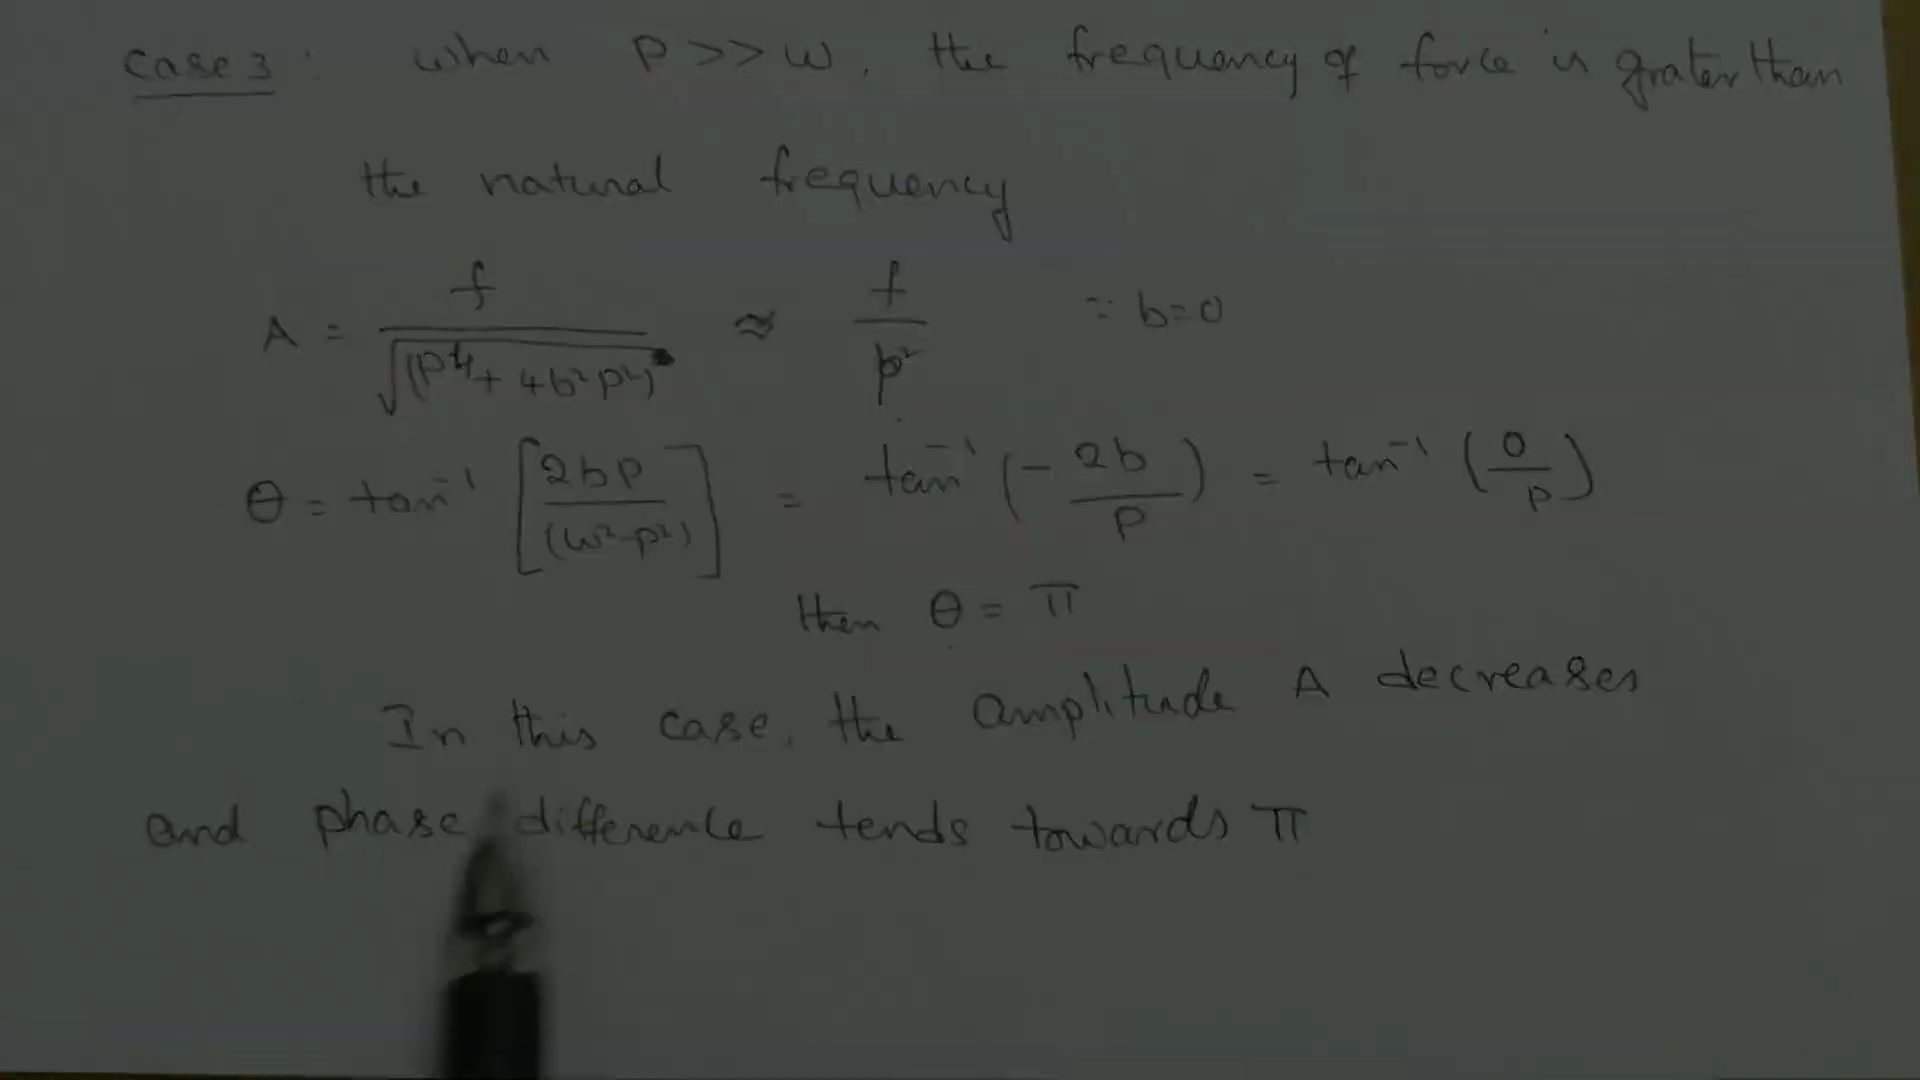 case 3 : when P >> w, the frequency of force is grater than
the natural frequency
A = f / √(p⁴ + 4b²p²) ≈ f / p² ∵ b=0
θ = tan⁻¹ [2bp / (w²-p²)] = tan⁻¹ (- 2b / P) = tan⁻¹ (0 / P)
then θ = π
In this case, the amplitude A decreases
and phase difference tends towards π